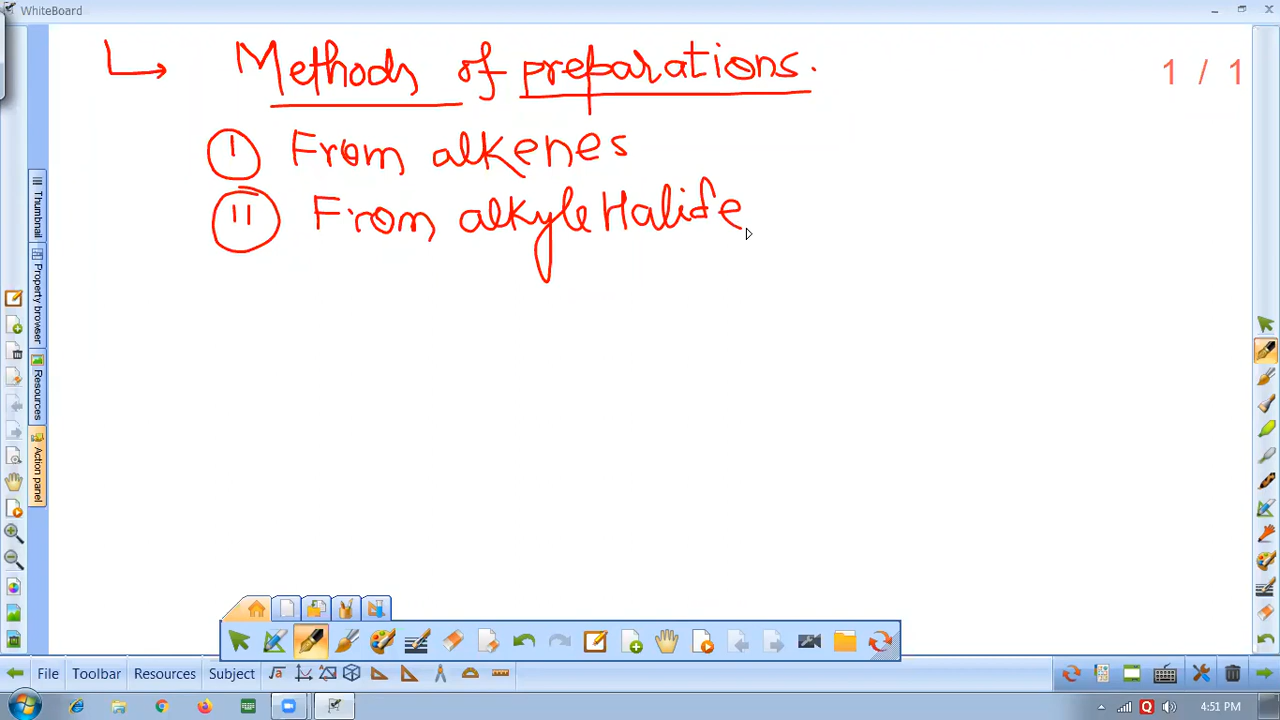 WhiteBoard
Methods of preparations.
1 / 1
I From alkenes
II From alkyle Halide
Thumbnail
Property browser
Resources
Action panel
File Toolbar Resources Subject
4:51 PM